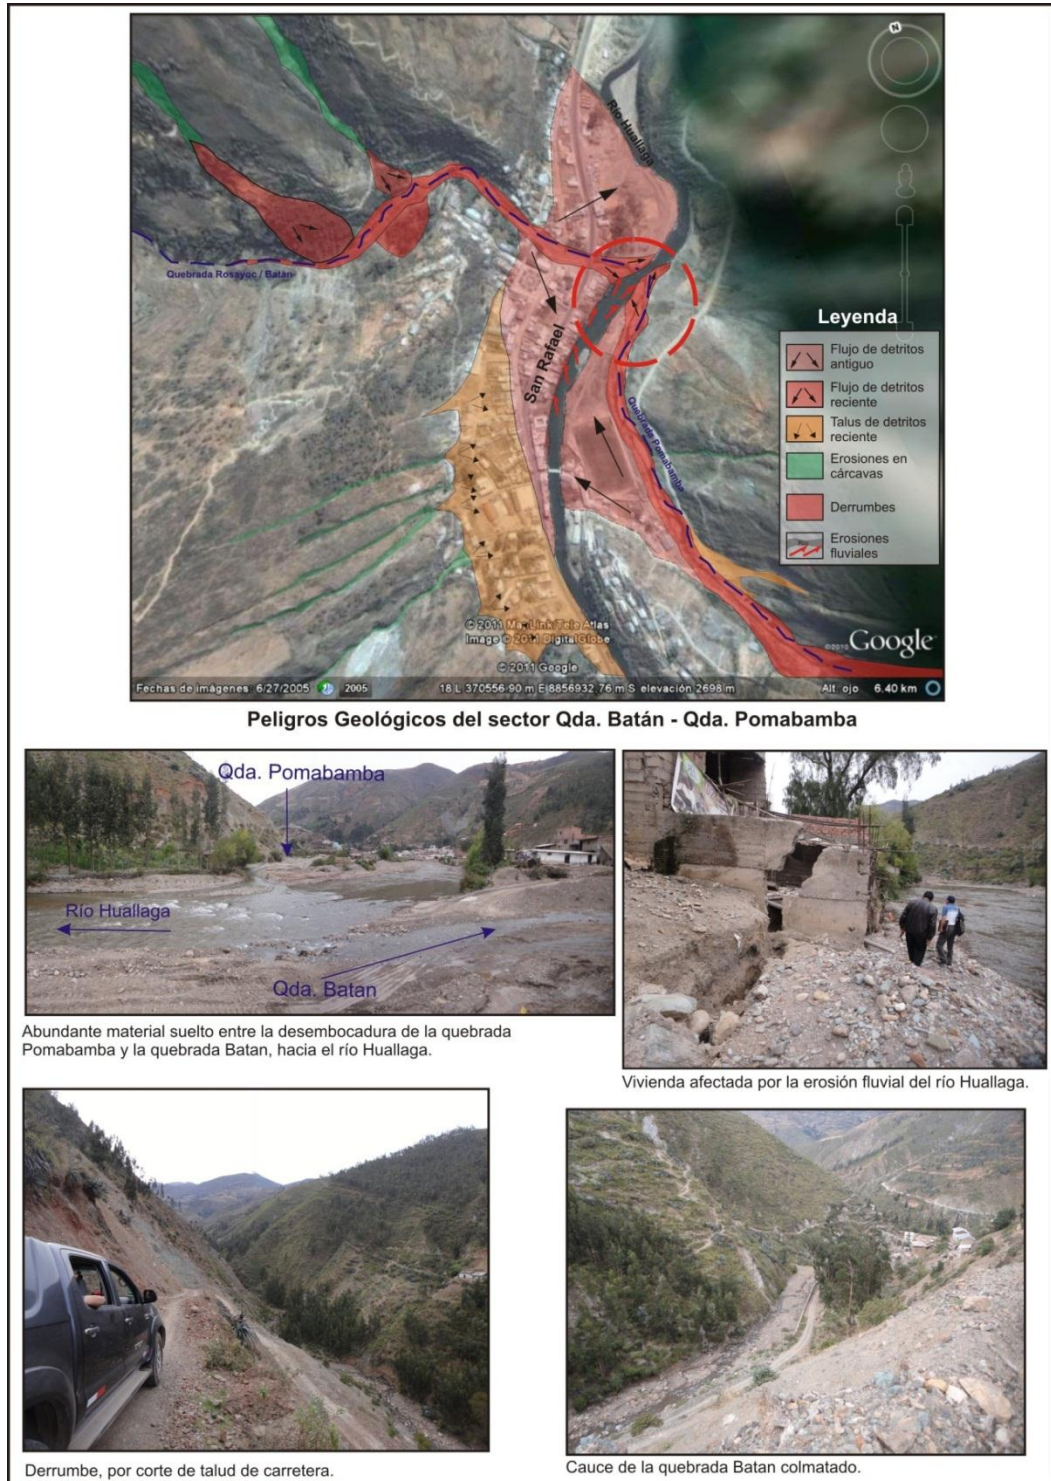 N
Río Huallaga
Quebrada Rosayoc / Batán
San Rafael
Quebrada Pomabamba
Leyenda
Flujo de detritos
antiguo
Flujo de detritos
reciente
Talus de detritos
reciente
Erosiones en
cárcavas
Derrumbes
Erosiones
fluviales
© 2011 MapLink/Tele Atlas
Image © 2011 DigitalGlobe
© 2011 Google
©2010 Google
Fechas de imágenes: 6/27/2005 2005 18 L 370556.90 m E 8856932.76 m S elevación 2698 m Alt. ojo 6.40 km
Peligros Geológicos del sector Qda. Batán - Qda. Pomabamba
Qda. Pomabamba
Río Huallaga
Qda. Batan
Abundante material suelto entre la desembocadura de la quebrada
Pomabamba y la quebrada Batan, hacia el río Huallaga.
Vivienda afectada por la erosión fluvial del río Huallaga.
Derrumbe, por corte de talud de carretera.
Cauce de la quebrada Batan colmatado.